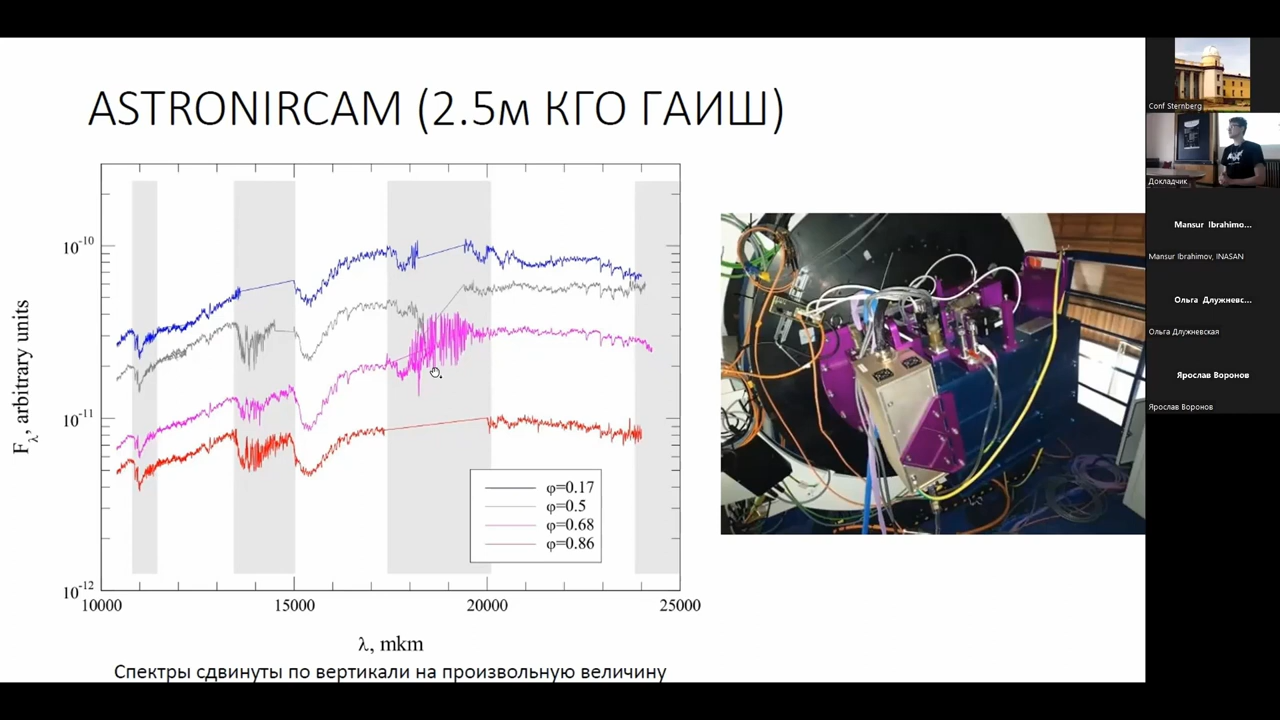 ASTRONIRCAM (2.5м КГО ГАИШ)
10⁻¹⁰
10⁻¹¹
10⁻¹²
F_λ, arbitrary units
φ=0.17
φ=0.5
φ=0.68
φ=0.86
10000 15000 20000 25000
λ, mkm
Спектры сдвинуты по вертикали на произвольную величину
Conf Sternberg
Докладчик
Mansur Ibrahimo...
Mansur Ibrahimov, INASAN
Ольга Длужневс...
Ольга Длужневская
Ярослав Воронов
Ярослав Воронов